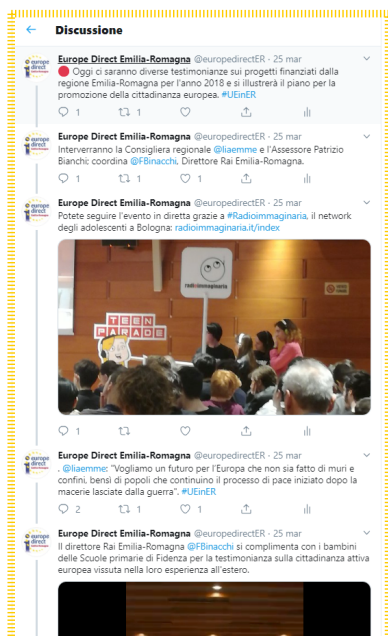 Discussione
Europe Direct Emilia-Romagna @europedirectER · 25 mar
Oggi ci saranno diverse testimonianze sui progetti finanziati dalla
regione Emilia-Romagna per l'anno 2018 e si illustrerà il piano per la
promozione della cittadinanza europea. #UEinER
1 1
Europe Direct Emilia-Romagna @europedirectER · 25 mar
Interverranno la Consigliera regionale @liaemme e l'Assessore Patrizio
Bianchi: coordina @FBinacchi, Direttore Rai Emilia-Romagna.
1 1 1
Europe Direct Emilia-Romagna @europedirectER · 25 mar
Potete seguire l'evento in diretta grazie a #Radioimmaginaria, il network
degli adolescenti a Bologna: radioimmaginaria.it/index
radioimmaginaria
TEEN
PARADE
1
Europe Direct Emilia-Romagna @europedirectER · 25 mar
. @liaemme: "Vogliamo un futuro per l'Europa che non sia fatto di muri e
confini, bensì di popoli che continuino il processo di pace iniziato dopo la
macerie lasciate dalla guerra". #UEinER
2 1 1
Europe Direct Emilia-Romagna @europedirectER · 25 mar
Il direttore Rai Emilia-Romagna @FBinacchi si complimenta con i bambini
delle Scuole primarie di Fidenza per la testimonianza sulla cittadinanza attiva
europea vissuta nella loro esperienza all'estero.